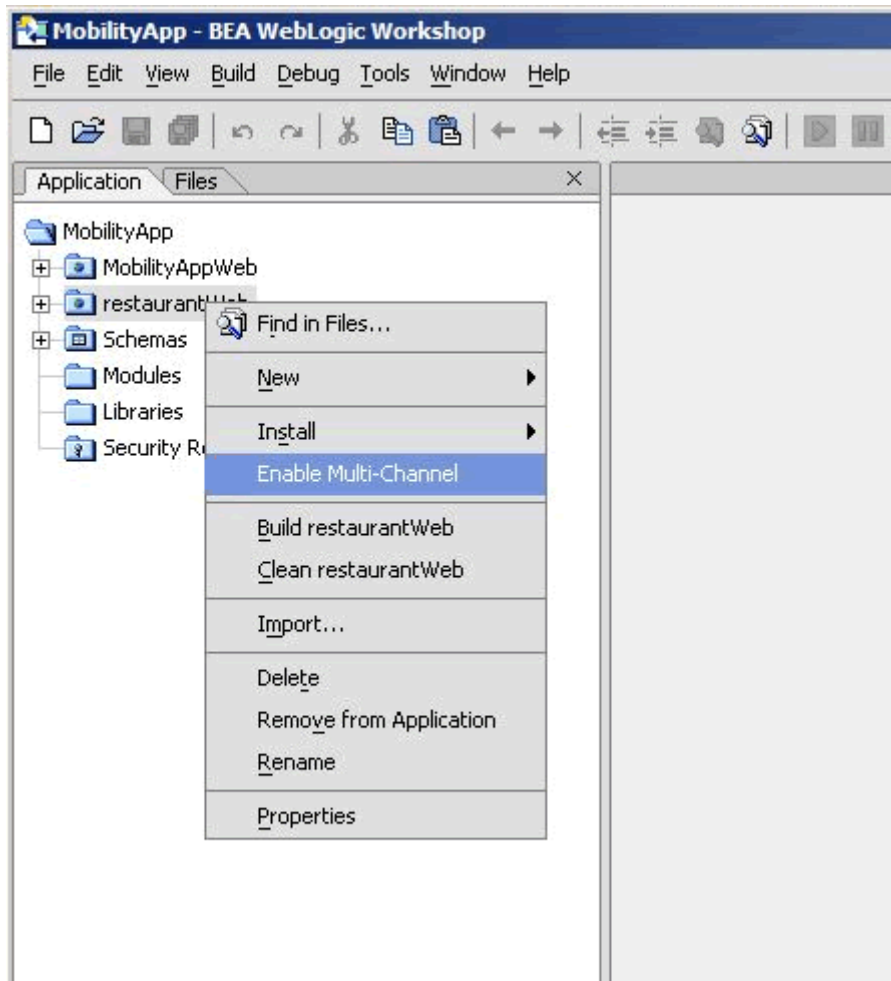 MobilityApp - BEA WebLogic Workshop
File Edit View Build Debug Tools Window Help
Application Files
MobilityApp
MobilityAppWeb
restaurantWeb
Schemas
Modules
Libraries
Security
Find in Files...
New
Install
Enable Multi-Channel
Build restaurantWeb
Clean restaurantWeb
Import...
Delete
Remove from Application
Rename
Properties